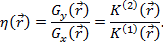 η(r⃗) = G_y(r⃗) / G_x(r⃗) = K^(2)(r⃗) / K^(1)(r⃗).